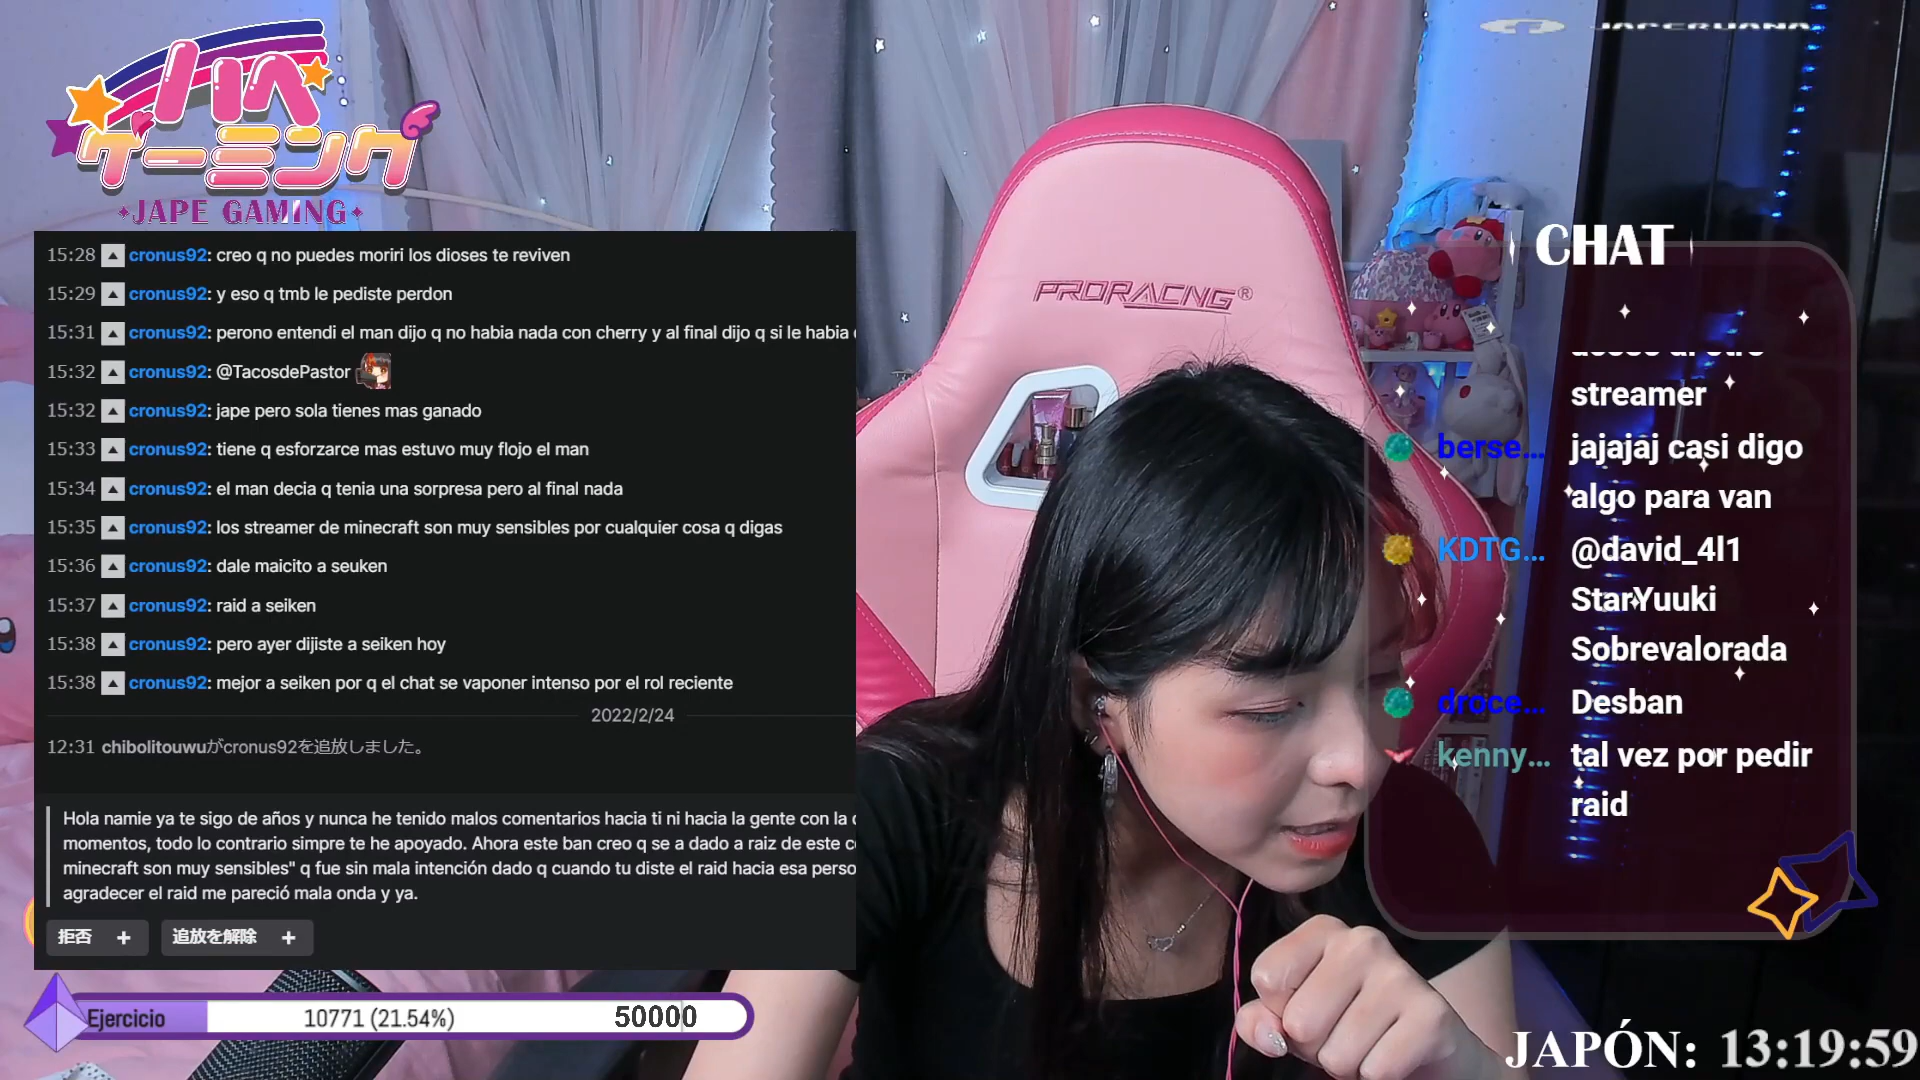 ハペ
ゲーミング
JAPE GAMING
JAPERUANA
15:28 cronus92: creo q no puedes moriri los dioses te reviven
15:29 cronus92: y eso q tmb le pediste perdon
15:31 cronus92: perono entendi el man dijo q no habia nada con cherry y al final dijo q si le habia
15:32 cronus92: @TacosdePastor
15:32 cronus92: jape pero sola tienes mas ganado
15:33 cronus92: tiene q esforzarce mas estuvo muy flojo el man
15:34 cronus92: el man decia q tenia una sorpresa pero al final nada
15:35 cronus92: los streamer de minecraft son muy sensibles por cualquier cosa q digas
15:36 cronus92: dale maicito a seuken
15:37 cronus92: raid a seiken
15:38 cronus92: pero ayer dijiste a seiken hoy
15:38 cronus92: mejor a seiken por q el chat se vaponer intenso por el rol reciente
2022/2/24
12:31 chibolitouwuがcronus92を追放しました。
Hola namie ya te sigo de años y nunca he tenido malos comentarios hacia ti ni hacia la gente con la
momentos, todo lo contrario simpre te he apoyado. Ahora este ban creo q se a dado a raiz de este
minecraft son muy sensibles" q fue sin mala intención dado q cuando tu diste el raid hacia esa perso
agradecer el raid me pareció mala onda y ya.
拒否 +
追放を解除 +
Ejercicio 10771 (21.54%) 50000
PRORACNG®
CHAT
streamer
berse... jajajaj casi digo
algo para van
KDTG... @david_4l1
StarYuuki
Sobrevalorada
droce... Desban
kenny... tal vez por pedir
raid
JAPÓN: 13:19:59